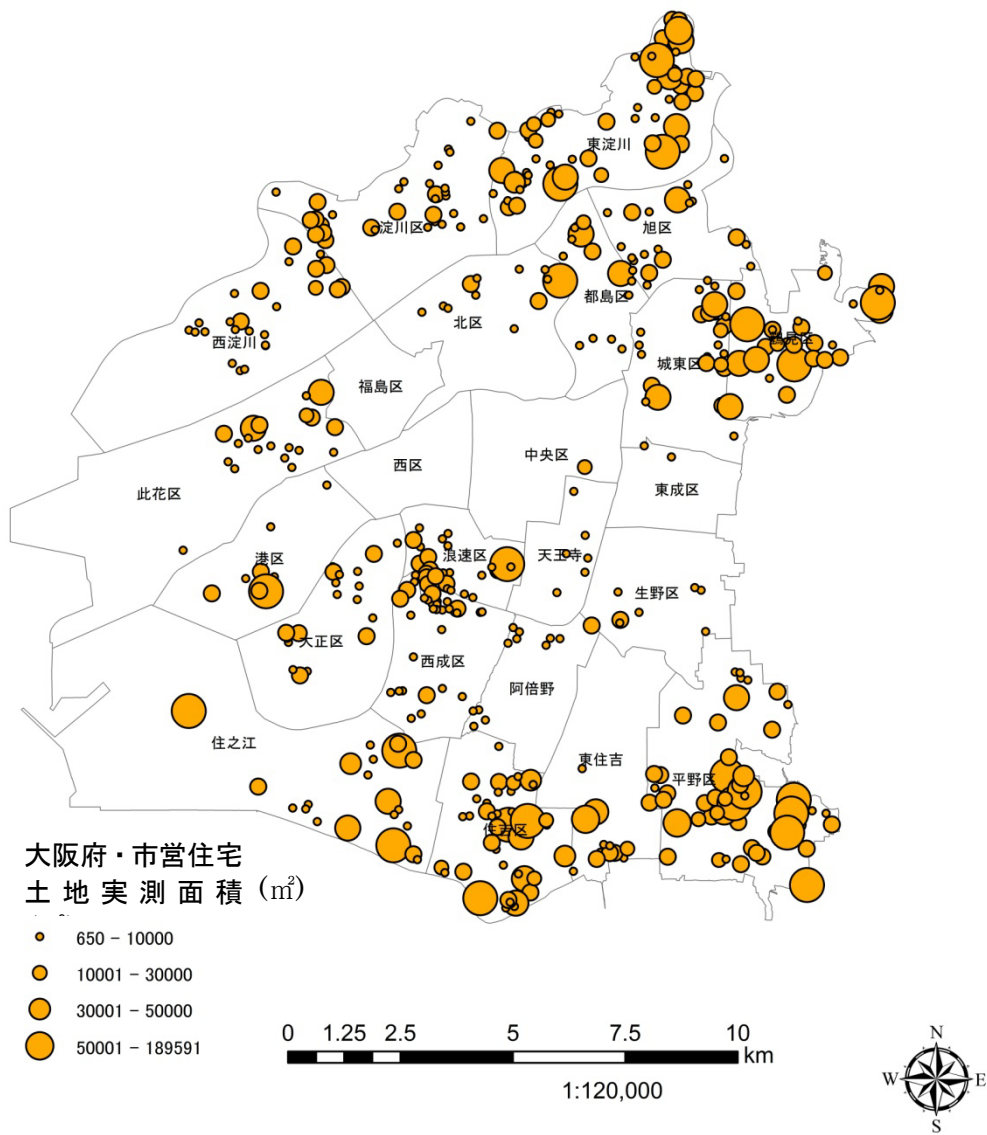 東淀川
旭区
淀川区
都島区
北区
西淀川
鶴見区
城東区
福島区
中央区
西区
東成区
此花区
港区
浪速区
天王寺
生野区
大正区
西成区
阿倍野
住之江
東住吉
平野区
住吉区
大阪府・市営住宅
土地実測面積 (㎡)
650 - 10000
10001 - 30000
30001 - 50000
50001 - 189591
0 1.25 2.5 5 7.5 10
km
1:120,000
N
W E
S